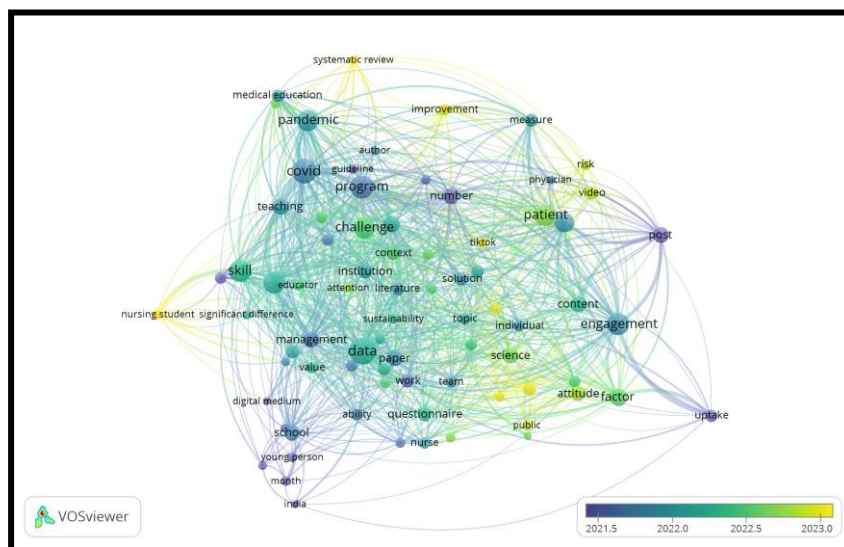 systematic review
medical education
improvement
pandemic
measure
author
risk
covid
guideline
physician
program
video
number
teaching
patient
challenge
post
tiktok
context
skill
institution
solution
educator
attention
literature
content
nursing student
significant difference
sustainability
topic
individual
engagement
management
data
paper
science
value
work
team
attitude
factor
digital medium
ability
questionnaire
uptake
school
public
nurse
young person
month
india
VOSviewer
2021.5 2022.0 2022.5 2023.0